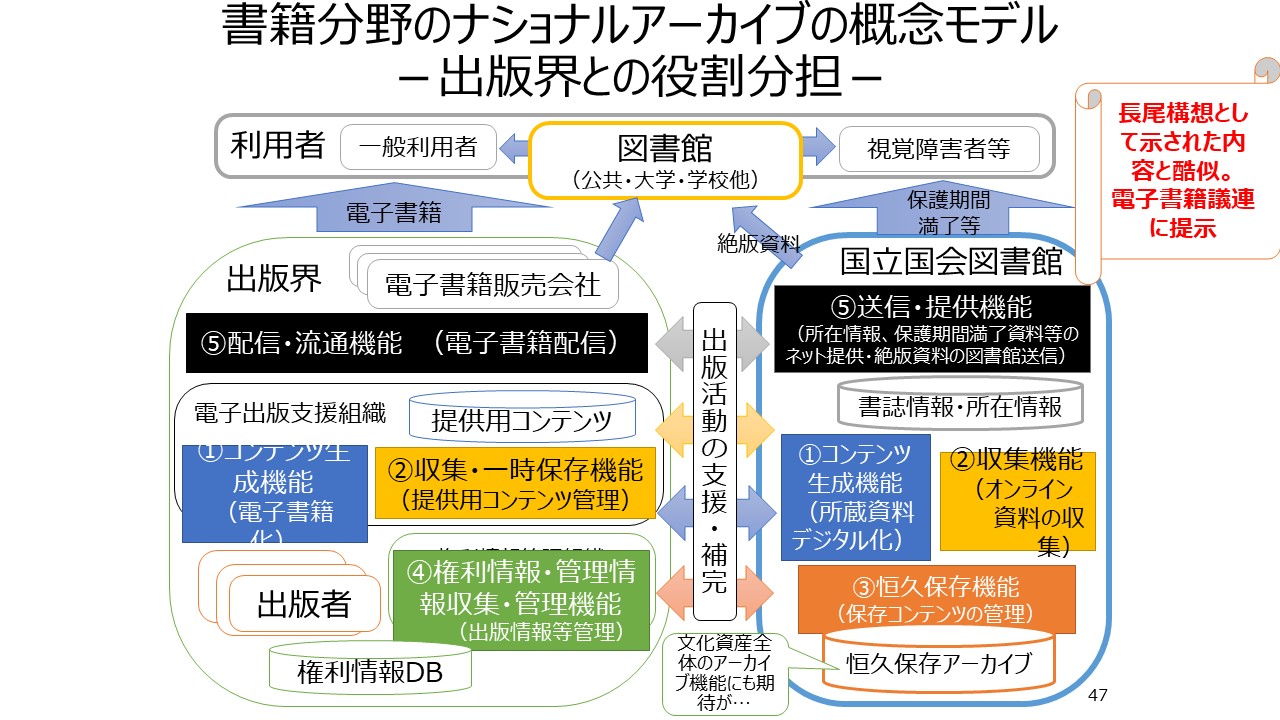 書籍分野のナショナルアーカイブの概念モデル
－出版界との役割分担－
長尾構想とし
て示された内
容と酷似。
電子書籍議連
に提示
利用者
一般利用者
図書館
（公共・大学・学校他）
視覚障害者等
電子書籍
絶版資料
保護期間
満了等
出版界
電子書籍販売会社
⑤配信・流通機能　（電子書籍配信）
電子出版支援組織
提供用コンテンツ
①コンテンツ生
成機能
（電子書籍
化）
②収集・一時保存機能
（提供用コンテンツ管理）
出版者
④権利情報・管理情
報収集・管理機能
（出版情報等管理）
権利情報DB
出版活動の支援・補完
国立国会図書館
⑤送信・提供機能
（所在情報、保護期間満了資料等の
ネット提供・絶版資料の図書館送信）
書誌情報・所在情報
①コンテンツ
生成機能
（所蔵資料
デジタル化）
②収集機能
（オンライン
資料の収
集）
③恒久保存機能
（保存コンテンツの管理）
恒久保存アーカイブ
文化資産全
体のアーカイ
ブ機能にも期
待が…
47